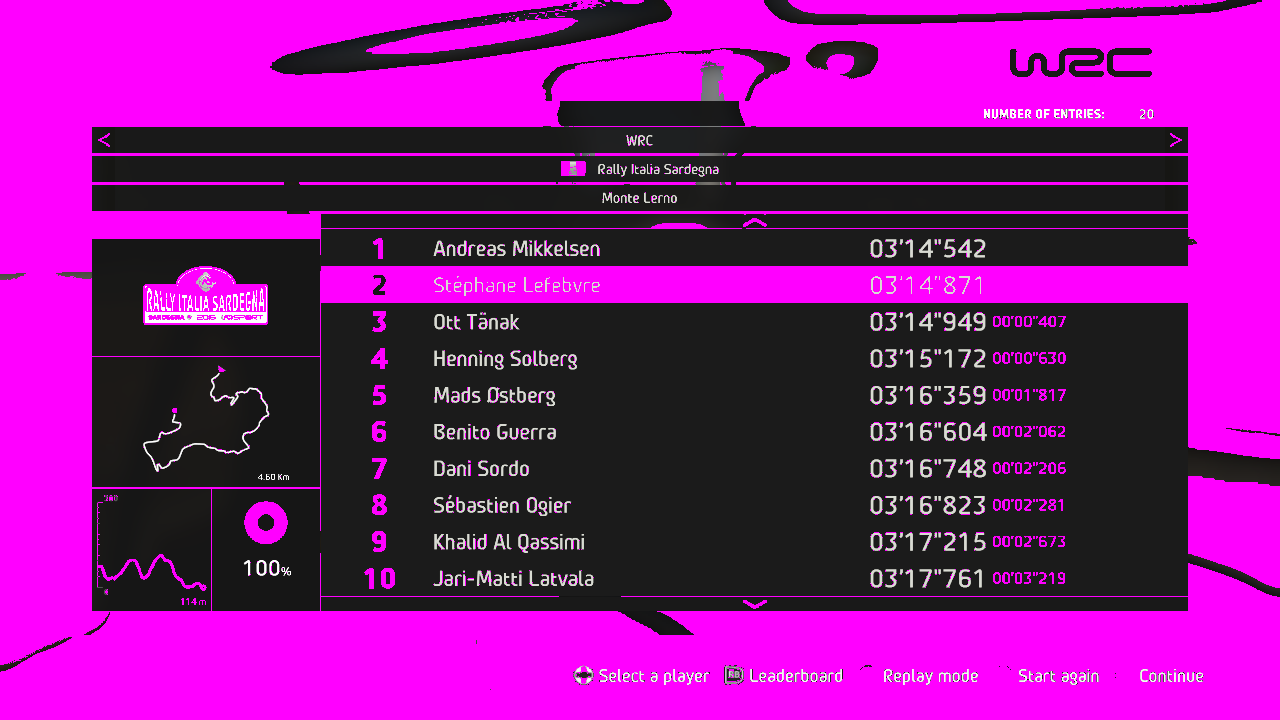 WRC
NUMBER OF ENTRIES: 20
< WRC >
Rally Italia Sardegna
Monte Lerno
1 Andreas Mikkelsen 03'14"542
2 Stéphane Lefebvre 03'14"871
3 Ott Tänak 03'14"949 00'00"407
4 Henning Solberg 03'15"172 00'00"630
5 Mads Østberg 03'16"359 00'01"817
6 Benito Guerra 03'16"604 00'02"062
7 Dani Sordo 03'16"748 00'02"206
8 Sébastien Ogier 03'16"823 00'02"281
9 Khalid Al Qassimi 03'17"215 00'02"673
10 Jari-Matti Latvala 03'17"761 00'03"219
RALLY ITALIA SARDEGNA
4.60 Km
114m
100%
Select a player RB Leaderboard Replay mode Start again Continue